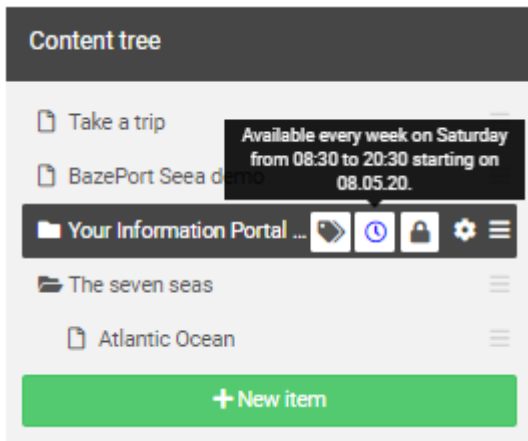 Content tree
Take a trip
Available every week on Saturday
from 08:30 to 20:30 starting on
08.05.20.
BazePort Seea demo
Your Information Portal ...
The seven seas
Atlantic Ocean
New item